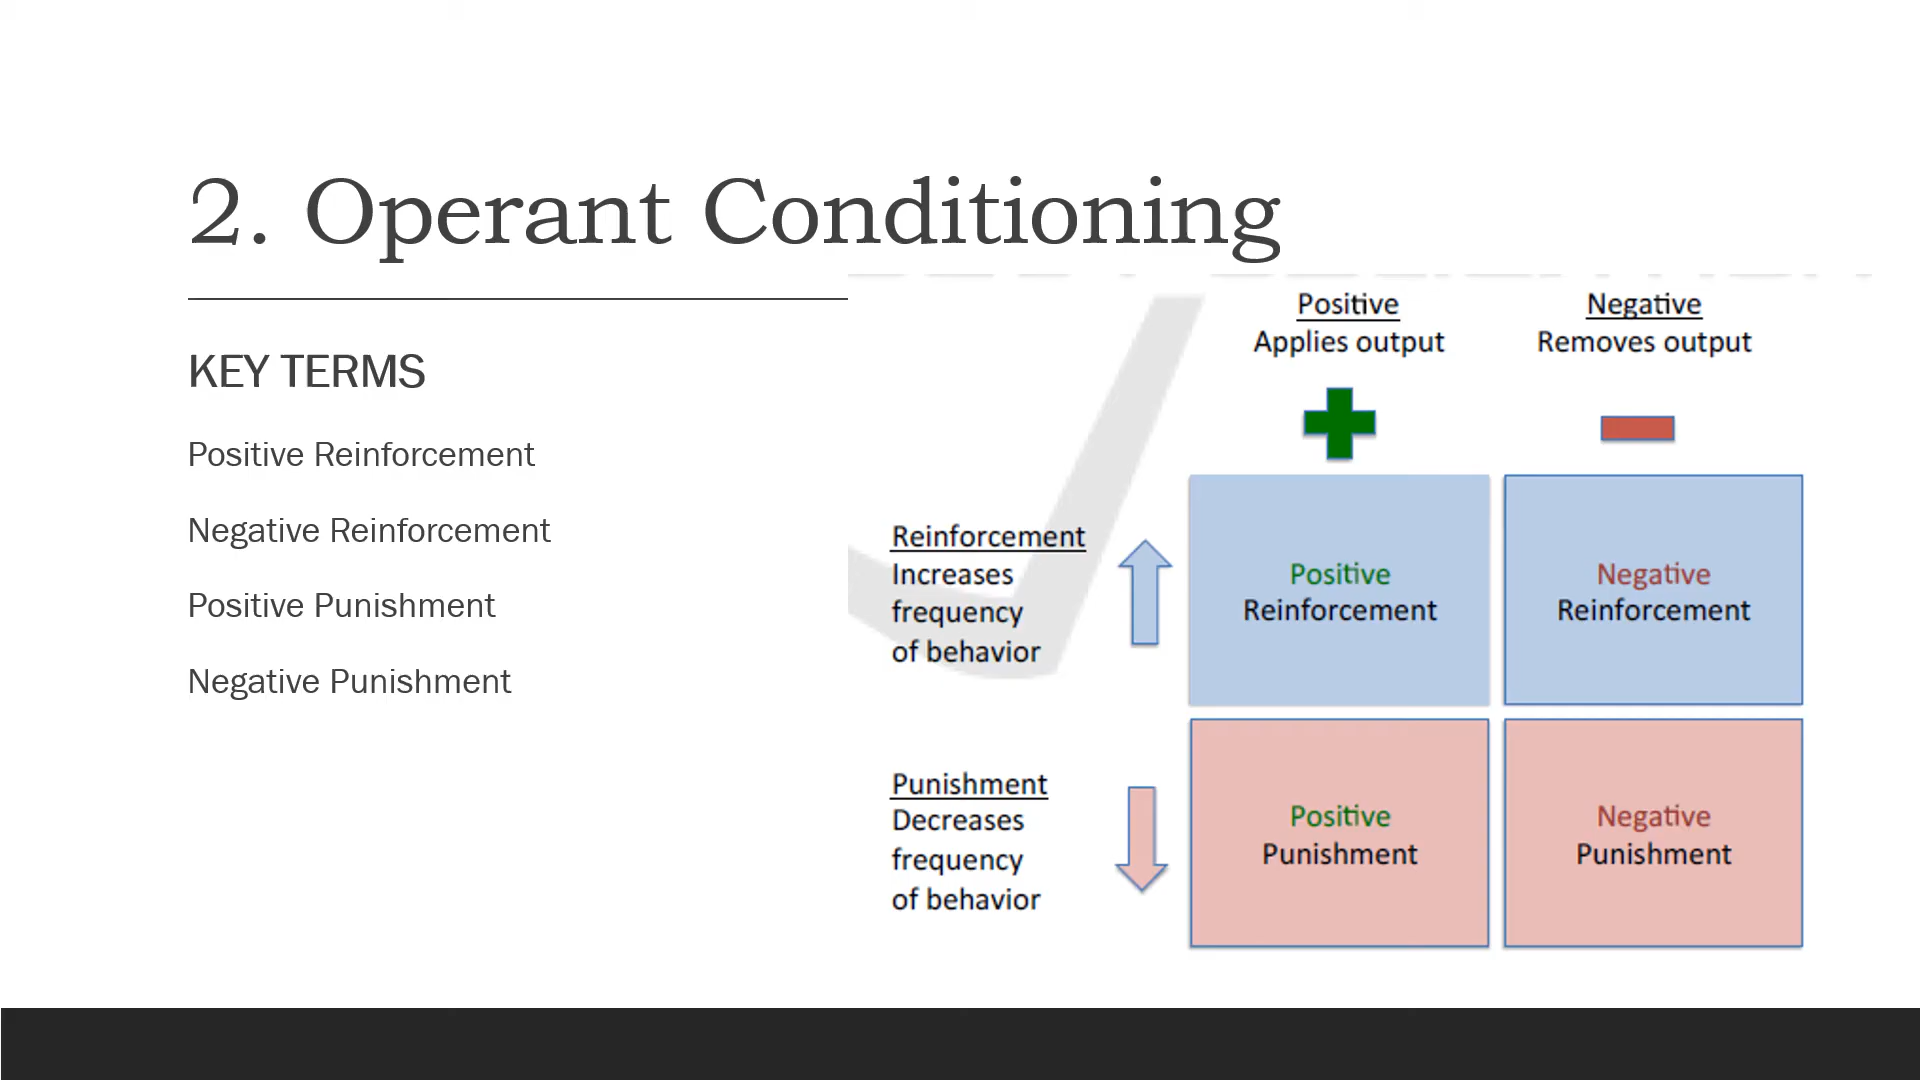 2. Operant Conditioning
KEY TERMS
Positive Reinforcement
Negative Reinforcement
Positive Punishment
Negative Punishment
Positive
Applies output
Negative
Removes output
Reinforcement
Increases
frequency
of behavior
Positive
Reinforcement
Negative
Reinforcement
Punishment
Decreases
frequency
of behavior
Positive
Punishment
Negative
Punishment